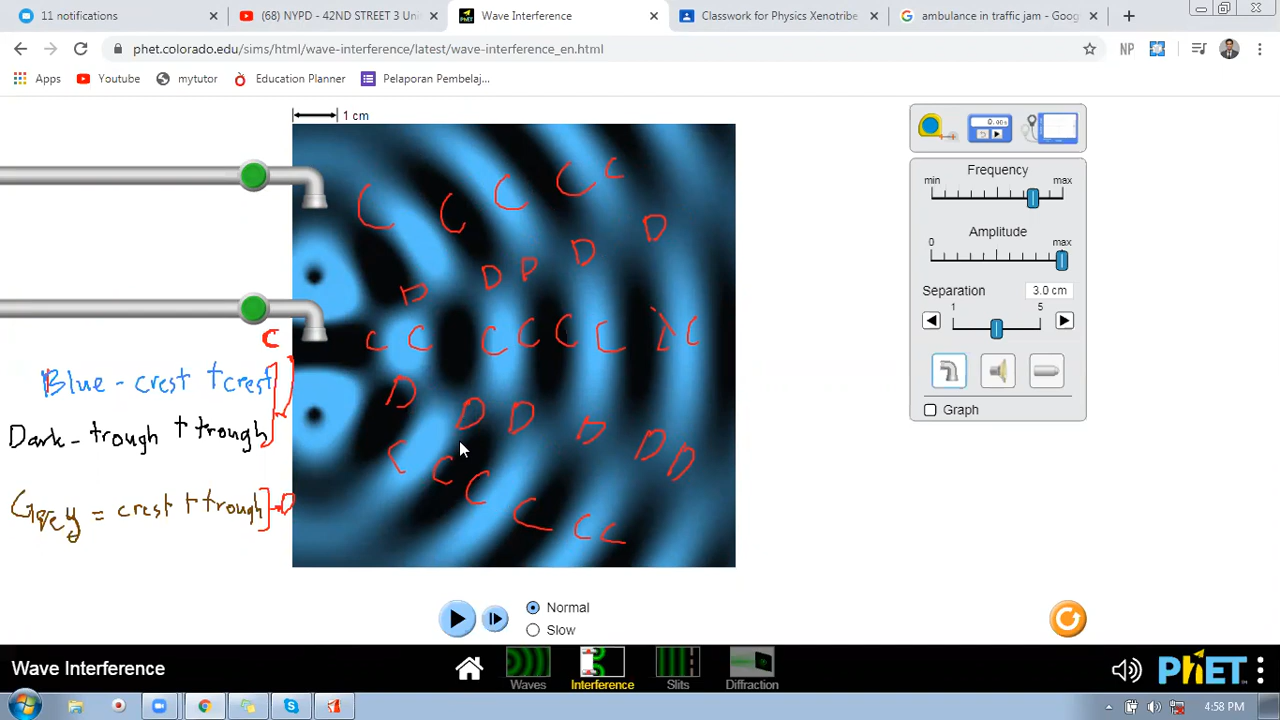 11 notifications
(68) NYPD - 42ND STREET 3 U
Wave Interference
Classwork for Physics Xenotribe
ambulance in traffic jam - Goog
phet.colorado.edu/sims/html/wave-interference/latest/wave-interference_en.html
NP
Apps
Youtube
mytutor
Education Planner
Pelaporan Pembelaj...
1 cm
Frequency
min max
Amplitude
0 max
Separation 3.0 cm
1 5
Graph
C C C C C
D D D D D
C C C C C C C
D D D D D D
C C C C C C
C
Blue - crest + crest
Dark - trough + trough
Grey = crest + trough → D
Normal
Slow
Wave Interference
Waves
Interference
Slits
Diffraction
PhET
4:58 PM